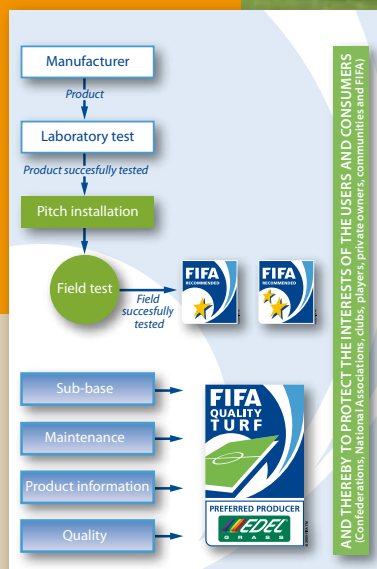 Manufacturer
Product
Laboratory test
Product succesfully tested
Pitch installation
Field test
Field
succesfully
tested
FIFA
RECOMMENDED
FIFA
RECOMMENDED
Sub-base
Maintenance
Product information
Quality
FIFA
QUALITY
TURF
PREFERRED PRODUCER
EDEL
GRASS
AND THEREBY TO PROTECT THE INTERESTS OF THE USERS AND CONSUMERS
(Confederations, National Associations, clubs, players, private owners, communities and FIFA)